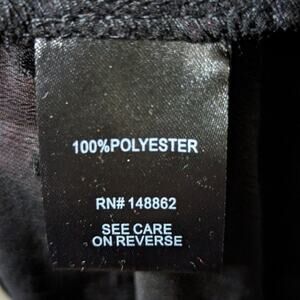 100%POLYESTER
RN# 148862
SEE CARE
ON REVERSE